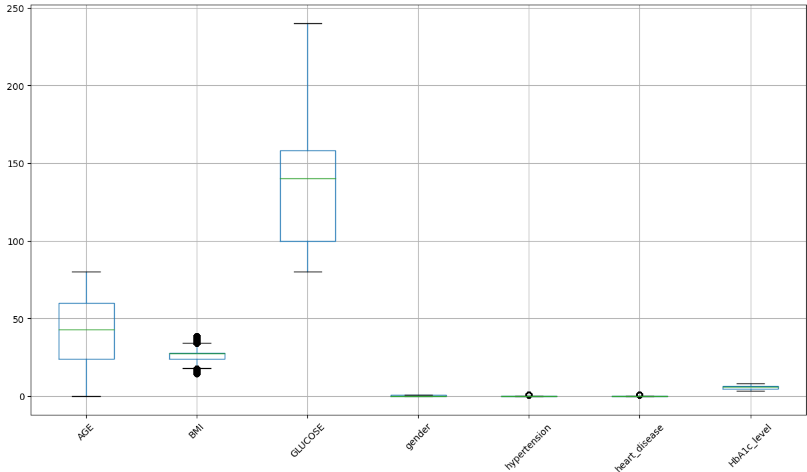 250
200
150
100
50
0
AGE
BMI
GLUCOSE
gender
hypertension
heart_disease
HbA1c_level